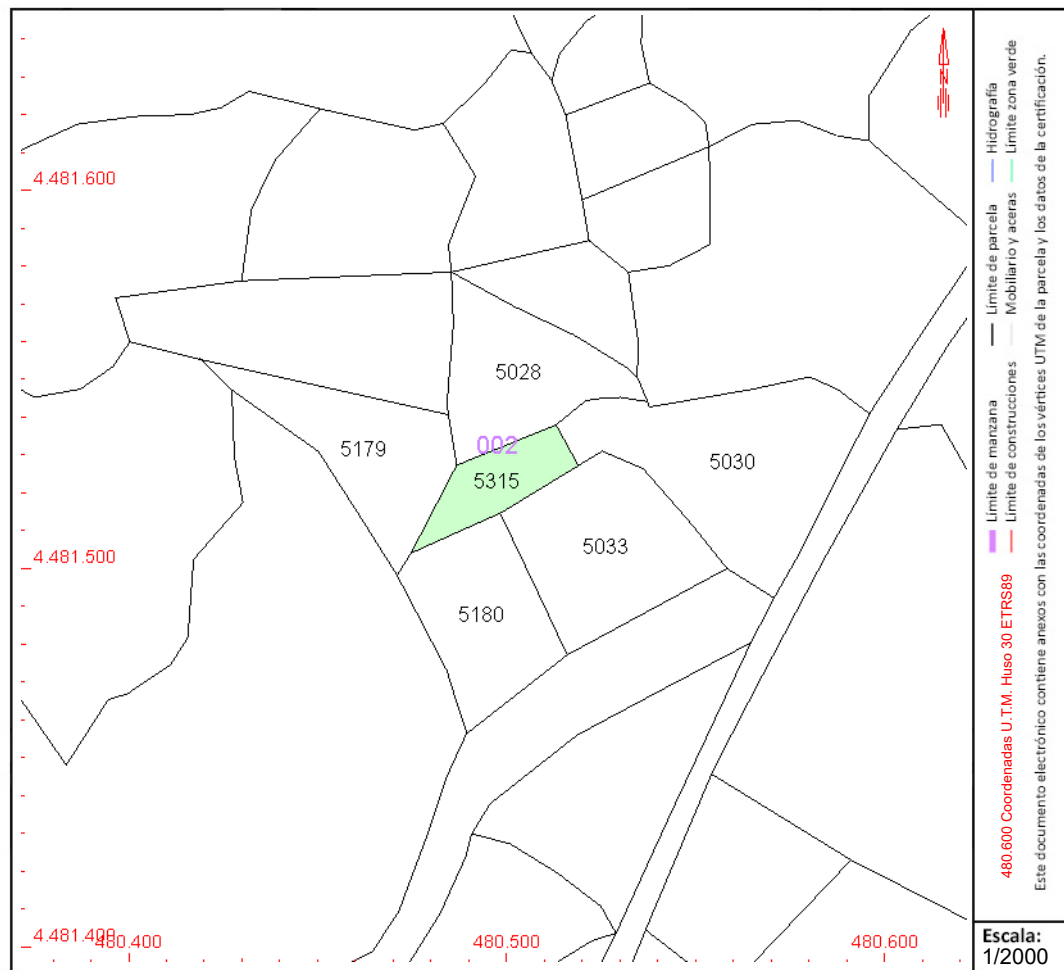 4.481.600
5028
002
5179
5030
5315
4.481.500
5033
5180
4.481.400
480.400
480.500
480.600
N
Límite de manzana
Límite de parcela
Hidrografía
480.600 Coordenadas U.T.M. Huso 30 ETRS89
Límite de construcciones
Mobiliario y aceras
Límite zona verde
Este documento electrónico contiene anexos con las coordenadas de los vértices UTM de la parcela y los datos de la certificación.
Escala:
1/2000